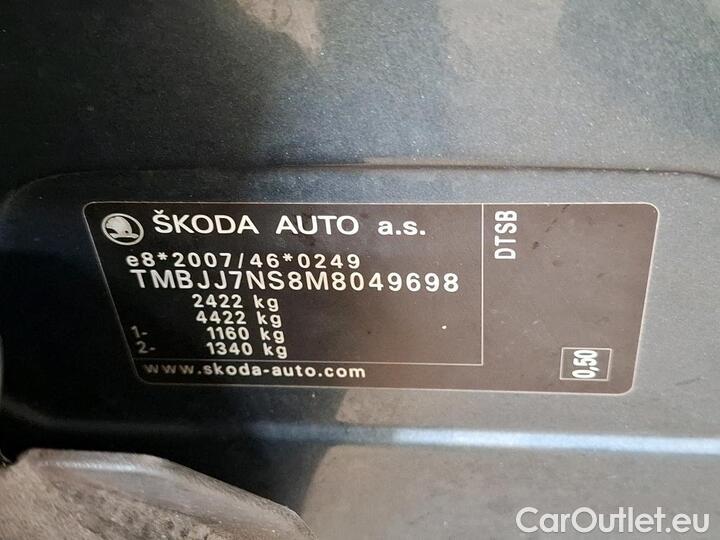 ŠKODA AUTO a.s.
e8*2007/46*0249
TMBJJ7NS8M8049698
2422 kg
4422 kg
1- 1160 kg
2- 1340 kg
www.skoda-auto.com
DTSB
0,50
CarOutlet.eu